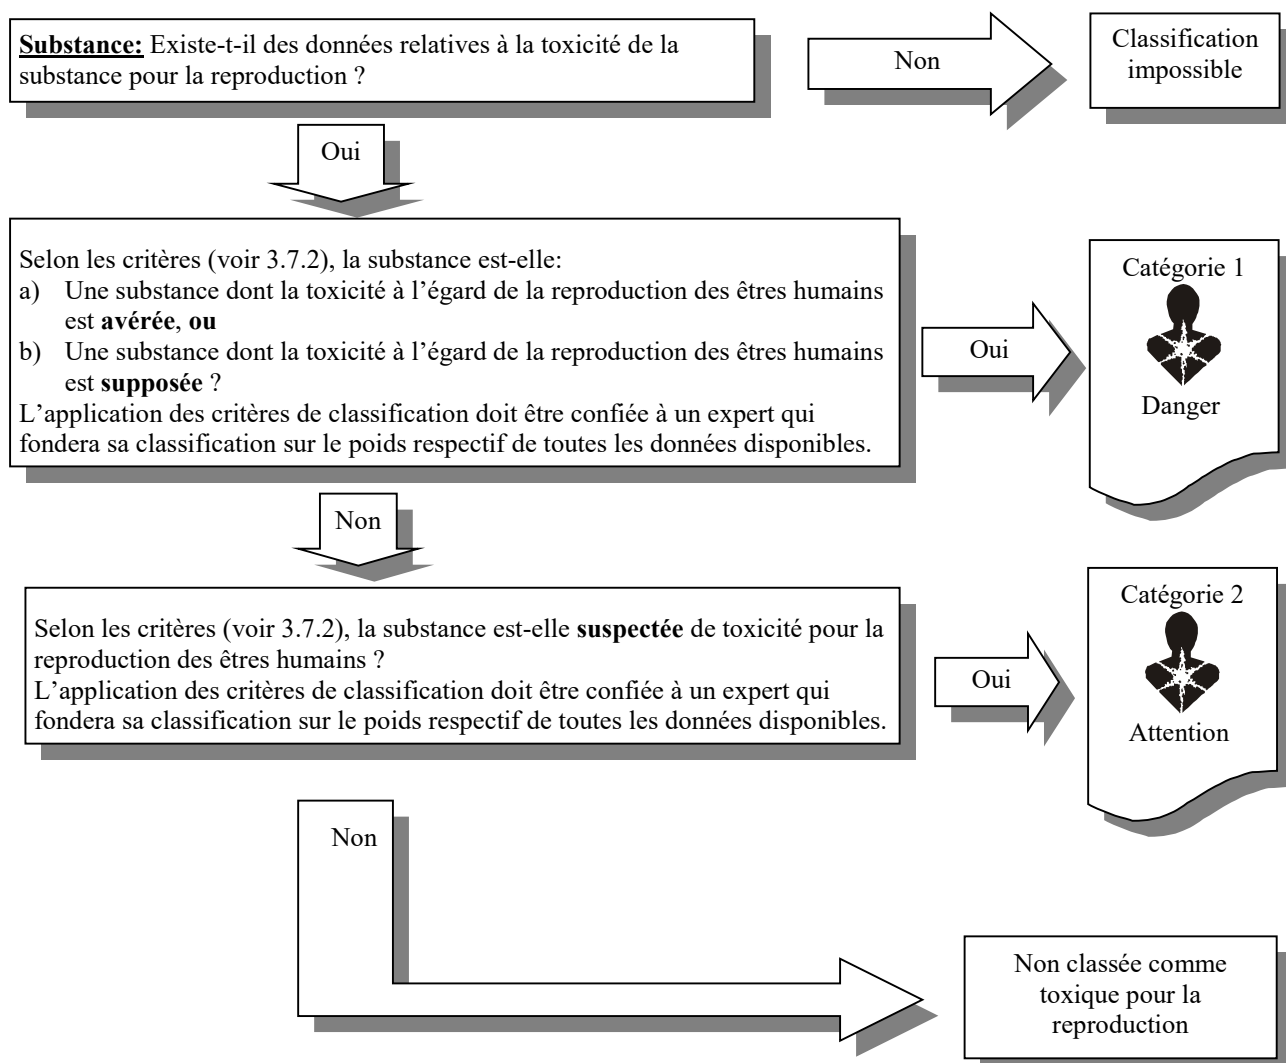 Substance: Existe-t-il des données relatives à la toxicité de la
substance pour la reproduction ?
Non
Classification
impossible
Oui
Selon les critères (voir 3.7.2), la substance est-elle:
a) Une substance dont la toxicité à l’égard de la reproduction des êtres humains
est avérée, ou
b) Une substance dont la toxicité à l’égard de la reproduction des êtres humains
est supposée ?
L’application des critères de classification doit être confiée à un expert qui
fondera sa classification sur le poids respectif de toutes les données disponibles.
Oui
Catégorie 1
Danger
Non
Selon les critères (voir 3.7.2), la substance est-elle suspectée de toxicité pour la
reproduction des êtres humains ?
L’application des critères de classification doit être confiée à un expert qui
fondera sa classification sur le poids respectif de toutes les données disponibles.
Oui
Catégorie 2
Attention
Non
Non classée comme
toxique pour la
reproduction